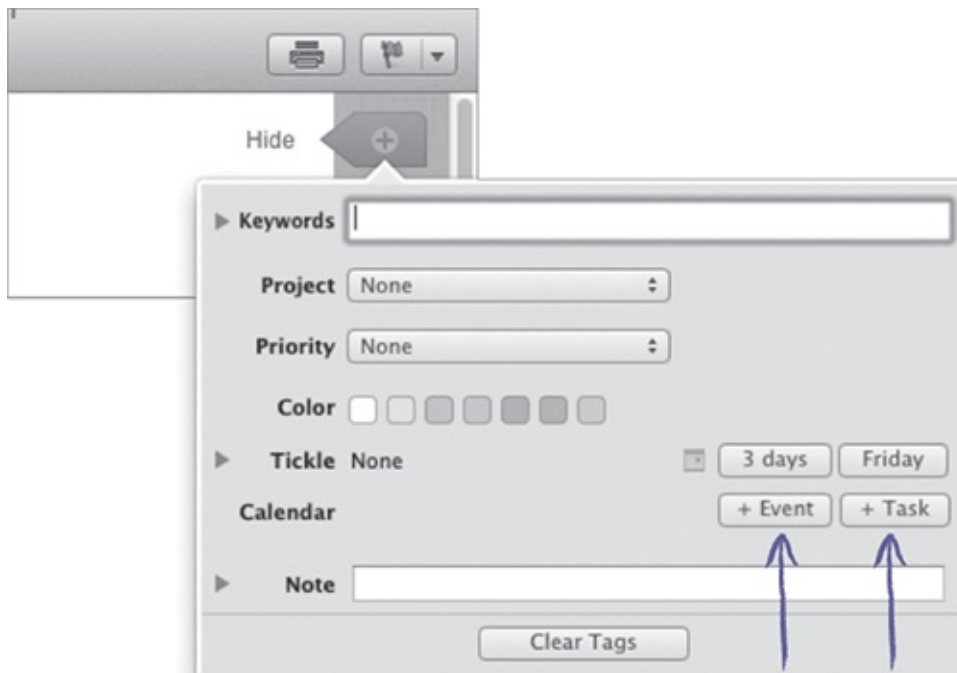 Hide
Keywords
Project None
Priority None
Color
Tickle None 3 days Friday
Calendar + Event + Task
Note
Clear Tags